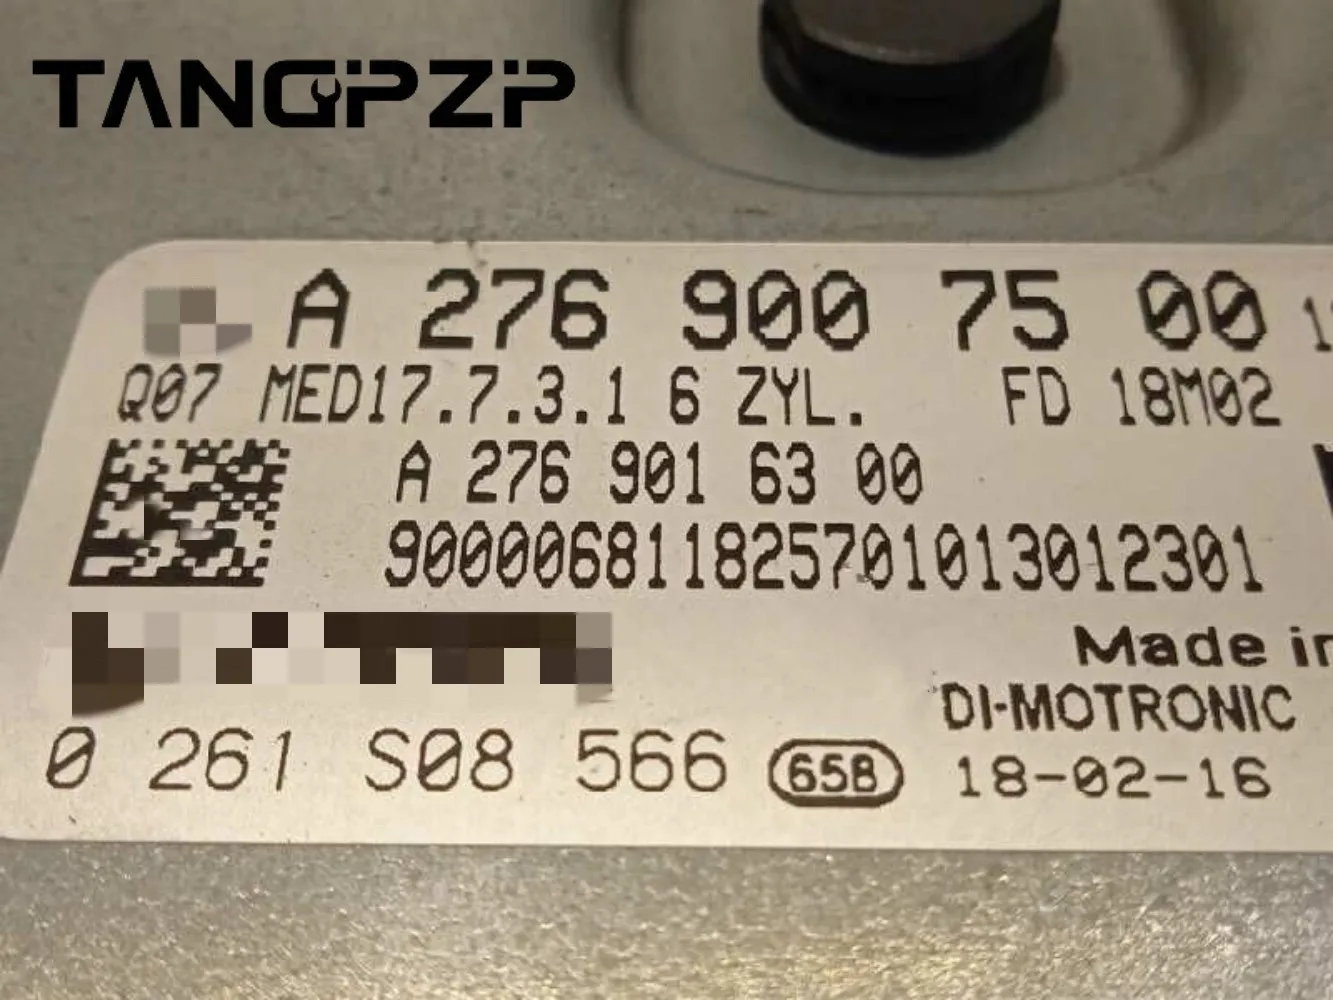 TANGPZP
A 276 900 75 00
Q07 MED17.7.3.1 6 ZYL. FD 18M02
A 276 901 63 00
900006811825701013012301
Made in
DI-MOTRONIC
0 261 S08 566 65B 18-02-16